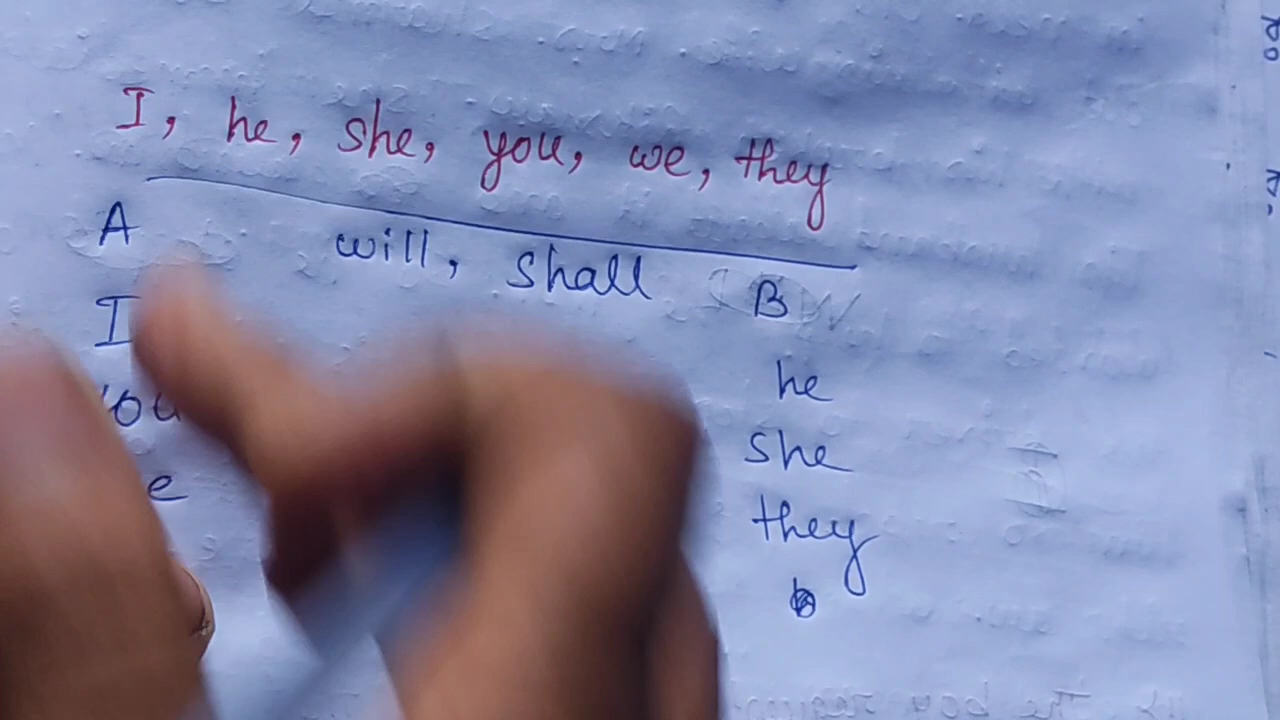 I, he, she, you, we, they
A will, shall B
I he
she
they